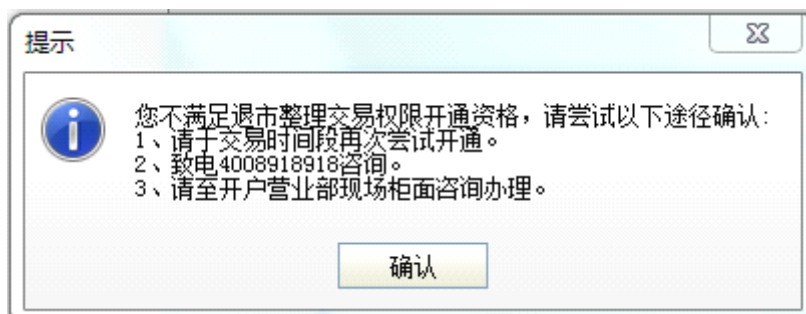 提示
您不满足退市整理交易权限开通资格，请尝试以下途径确认：
1、请于交易时间段再次尝试开通。
2、致电4008918918咨询。
3、请至开户营业部现场柜面咨询办理。
确认